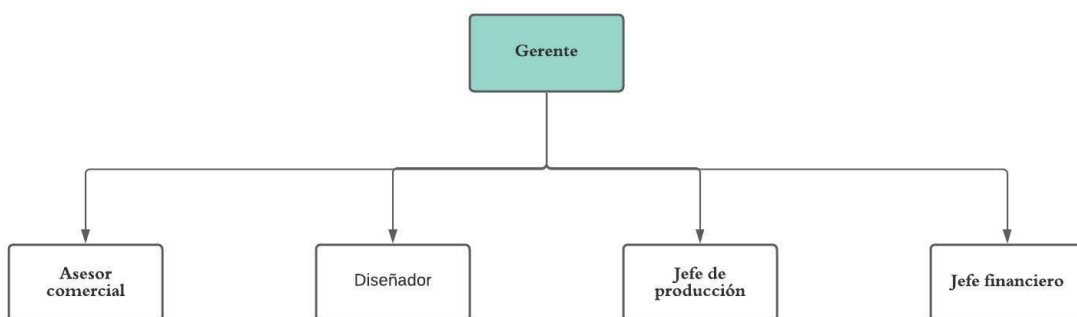 Gerente
Asesor
comercial
Diseñador
Jefe de
producción
Jefe financiero